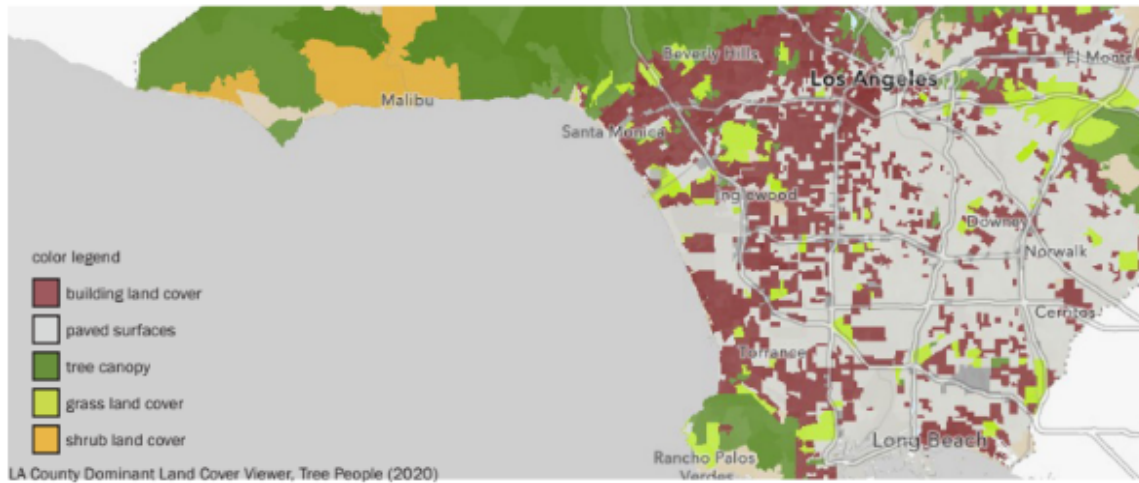 Beverly Hills
El Monte
Los Angeles
Malibu
Santa Monica
Inglewood
Downey
Norwalk
color legend
building land cover
Cerritos
paved surfaces
Torrance
tree canopy
grass land cover
shrub land cover
Long Beach
Rancho Palos
Verdes
LA County Dominant Land Cover Viewer, Tree People (2020)